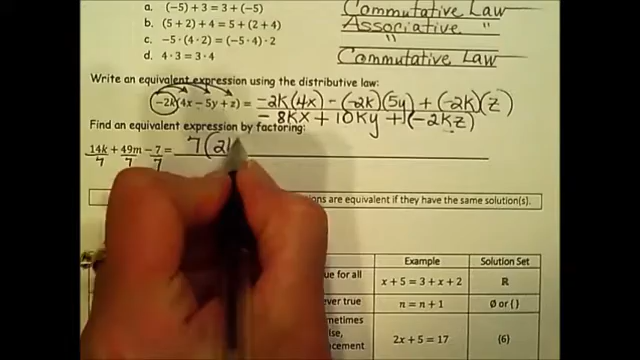 a. (−5) + 3 = 3 + (−5)
Commutative Law
b. (5 + 2) + 4 = 5 + (2 + 4)
Associative "
c. −5 · (4 · 2) = (−5 · 4) · 2
"
d. 4 · 3 = 3 · 4
Commutative Law
Write an equivalent expression using the distributive law:
−2k(4x − 5y + z) = −2k(4x) − (−2k)(5y) + (−2k)(z)
− 8kx + 10ky + (−2kz)
Find an equivalent expression by factoring:
14k + 49m − 7 = 7(2k
7 7 7
ons are equivalent if they have the same solution(s).
Example Solution Set
ue for all x + 5 = 3 + x + 2 ℝ
ever true n = n + 1 Ø or { }
metimes
lse, 2x + 5 = 17 {6}
acement